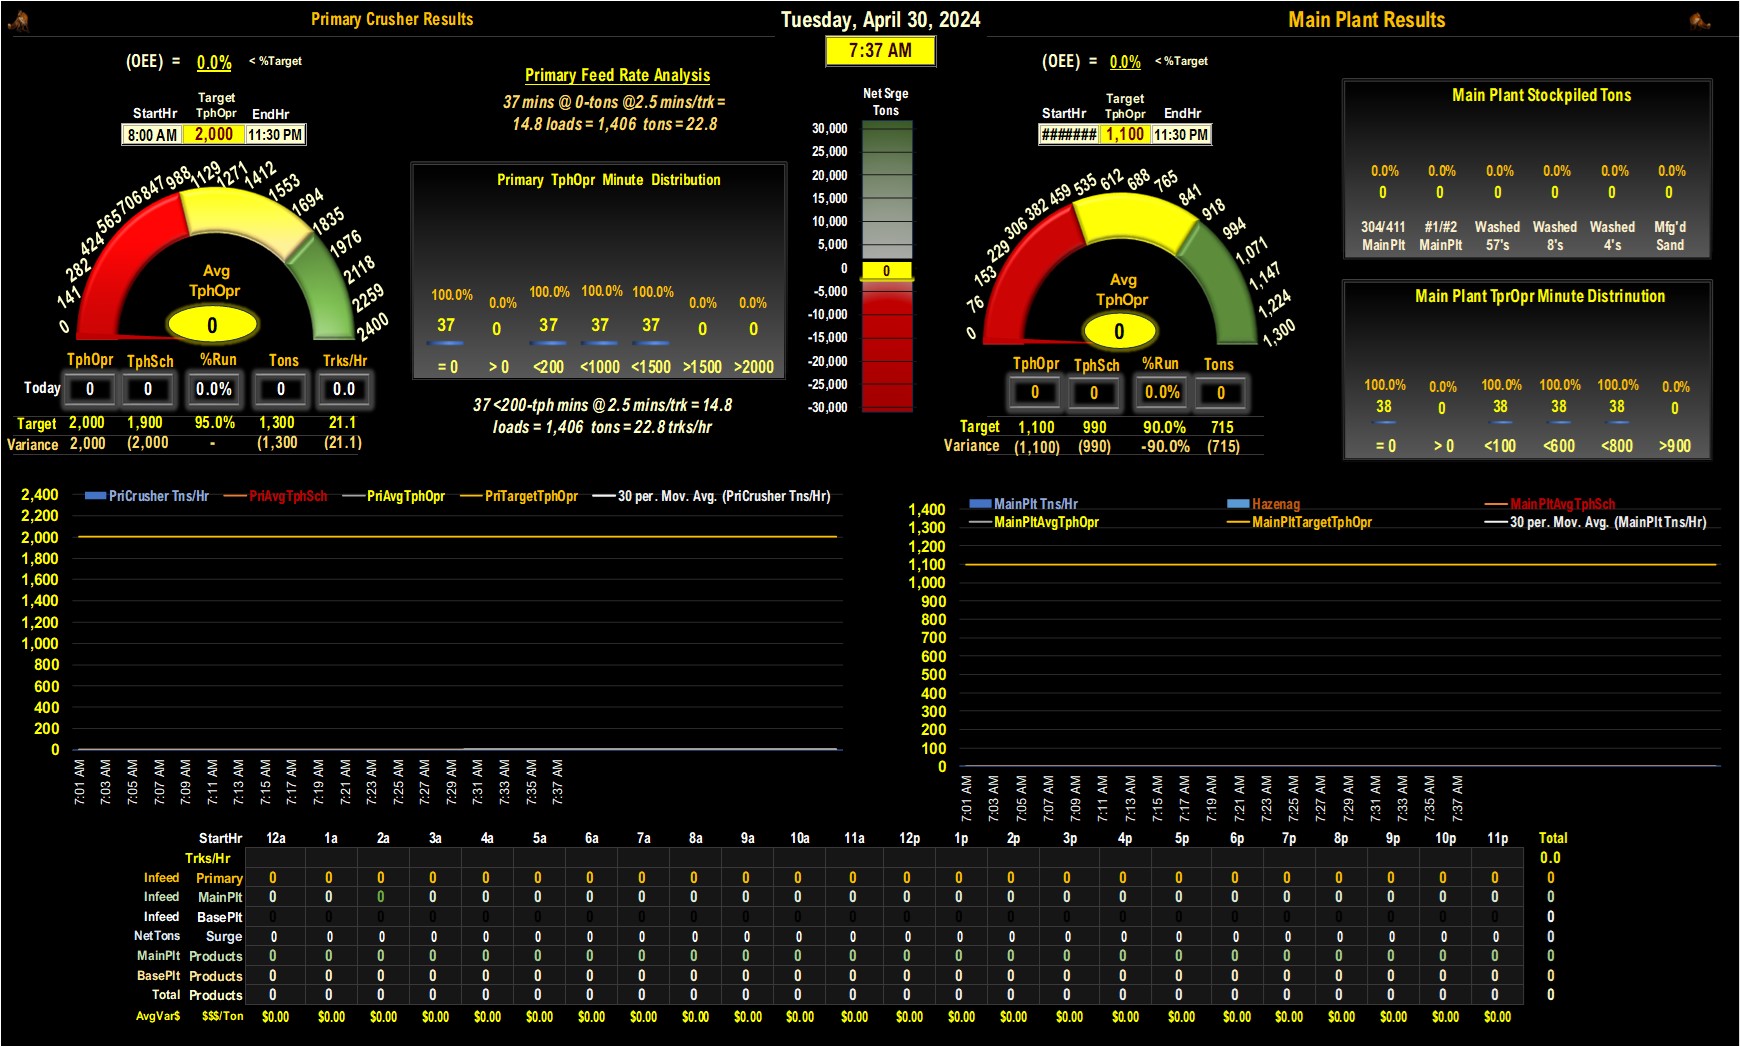 Primary Crusher Results
Tuesday, April 30, 2024
Main Plant Results
7:37 AM
(OEE) = 0.0% < %Target
Target
StartHr TphOpr EndHr
8:00 AM 2,000 11:30 PM
0 141 282 424 565 706 847 988 1129 1271 1412 1553 1694 1835 1976 2118 2259 2400
Avg
TphOpr
0
TphOpr TphSch %Run Tons Trks/Hr
Today 0 0 0.0% 0 0.0
Target 2,000 1,900 95.0% 1,300 21.1
Variance 2,000 (2,000) - (1,300) (21.1)
Primary Feed Rate Analysis
37 mins @ 0-tons @2.5 mins/trk =
14.8 loads = 1,406 tons = 22.8
Primary TphOpr Minute Distribution
100.0% 0.0% 100.0% 100.0% 100.0% 0.0% 0.0%
37 0 37 37 37 0 0
= 0 > 0 <200 <1000 <1500 >1500 >2000
37 <200-tph mins @ 2.5 mins/trk = 14.8
loads = 1,406 tons = 22.8 trks/hr
Net Srge
Tons
30,000
25,000
20,000
15,000
10,000
5,000
0 0
-5,000
-10,000
-15,000
-20,000
-25,000
-30,000
(OEE) = 0.0% < %Target
Target
StartHr TphOpr EndHr
####### 1,100 11:30 PM
0 76 153 229 306 382 459 535 612 688 765 841 918 994 1,071 1,147 1,224 1,300
Avg
TphOpr
0
TphOpr TphSch %Run Tons
0 0 0.0% 0
Target 1,100 990 90.0% 715
Variance (1,100) (990) -90.0% (715)
Main Plant Stockpiled Tons
0.0% 0.0% 0.0% 0.0% 0.0% 0.0%
0 0 0 0 0 0
304/411 #1/#2 Washed Washed Washed Mfg'd
MainPlt MainPlt 57's 8's 4's Sand
Main Plant TprOpr Minute Distrinution
100.0% 0.0% 100.0% 100.0% 100.0% 0.0%
38 0 38 38 38 0
= 0 > 0 <100 <600 <800 >900
PriCrusher Tns/Hr PriAvgTphSch PriAvgTphOpr PriTargetTphOpr 30 per. Mov. Avg. (PriCrusher Tns/Hr)
2,400
2,200
2,000
1,800
1,600
1,400
1,200
1,000
800
600
400
200
0
7:01 AM 7:03 AM 7:05 AM 7:07 AM 7:09 AM 7:11 AM 7:13 AM 7:15 AM 7:17 AM 7:19 AM 7:21 AM 7:23 AM 7:25 AM 7:27 AM 7:29 AM 7:31 AM 7:33 AM 7:35 AM 7:37 AM
MainPlt Tns/Hr Hazenag MainPltAvgTphSch
MainPltAvgTphOpr MainPltTargetTphOpr 30 per. Mov. Avg. (MainPlt Tns/Hr)
1,400
1,300
1,200
1,100
1,000
900
800
700
600
500
400
300
200
100
0
7:01 AM 7:03 AM 7:05 AM 7:07 AM 7:09 AM 7:11 AM 7:13 AM 7:15 AM 7:17 AM 7:19 AM 7:21 AM 7:23 AM 7:25 AM 7:27 AM 7:29 AM 7:31 AM 7:33 AM 7:35 AM 7:37 AM
StartHr 12a 1a 2a 3a 4a 5a 6a 7a 8a 9a 10a 11a 12p 1p 2p 3p 4p 5p 6p 7p 8p 9p 10p 11p Total
Trks/Hr 0.0
Infeed Primary 0 0 0 0 0 0 0 0 0 0 0 0 0 0 0 0 0 0 0 0 0 0 0 0 0
Infeed MainPlt 0 0 0 0 0 0 0 0 0 0 0 0 0 0 0 0 0 0 0 0 0 0 0 0 0
Infeed BasePlt 0 0 0 0 0 0 0 0 0 0 0 0 0 0 0 0 0 0 0 0 0 0 0 0 0
NetTons Surge 0 0 0 0 0 0 0 0 0 0 0 0 0 0 0 0 0 0 0 0 0 0 0 0 0
MainPlt Products 0 0 0 0 0 0 0 0 0 0 0 0 0 0 0 0 0 0 0 0 0 0 0 0 0
BasePlt Products 0 0 0 0 0 0 0 0 0 0 0 0 0 0 0 0 0 0 0 0 0 0 0 0 0
Total Products 0 0 0 0 0 0 0 0 0 0 0 0 0 0 0 0 0 0 0 0 0 0 0 0 0
AvgVar$ $$$/Ton $0.00 $0.00 $0.00 $0.00 $0.00 $0.00 $0.00 $0.00 $0.00 $0.00 $0.00 $0.00 $0.00 $0.00 $0.00 $0.00 $0.00 $0.00 $0.00 $0.00 $0.00 $0.00 $0.00 $0.00